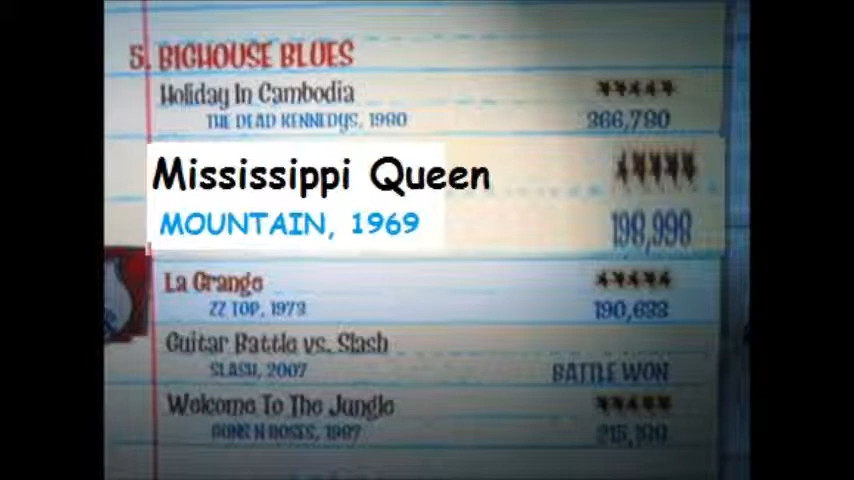 5. BIGHOUSE BLUES
Holiday In Cambodia
THE DEAD KENNEDYS, 1980
366,780
Mississippi Queen
MOUNTAIN, 1969
198,998
La Grange
ZZ TOP, 1973
190,633
Guitar Battle vs. Slash
SLASH, 2007
BATTLE WON
Welcome To The Jungle
GUNS N ROSES, 1987